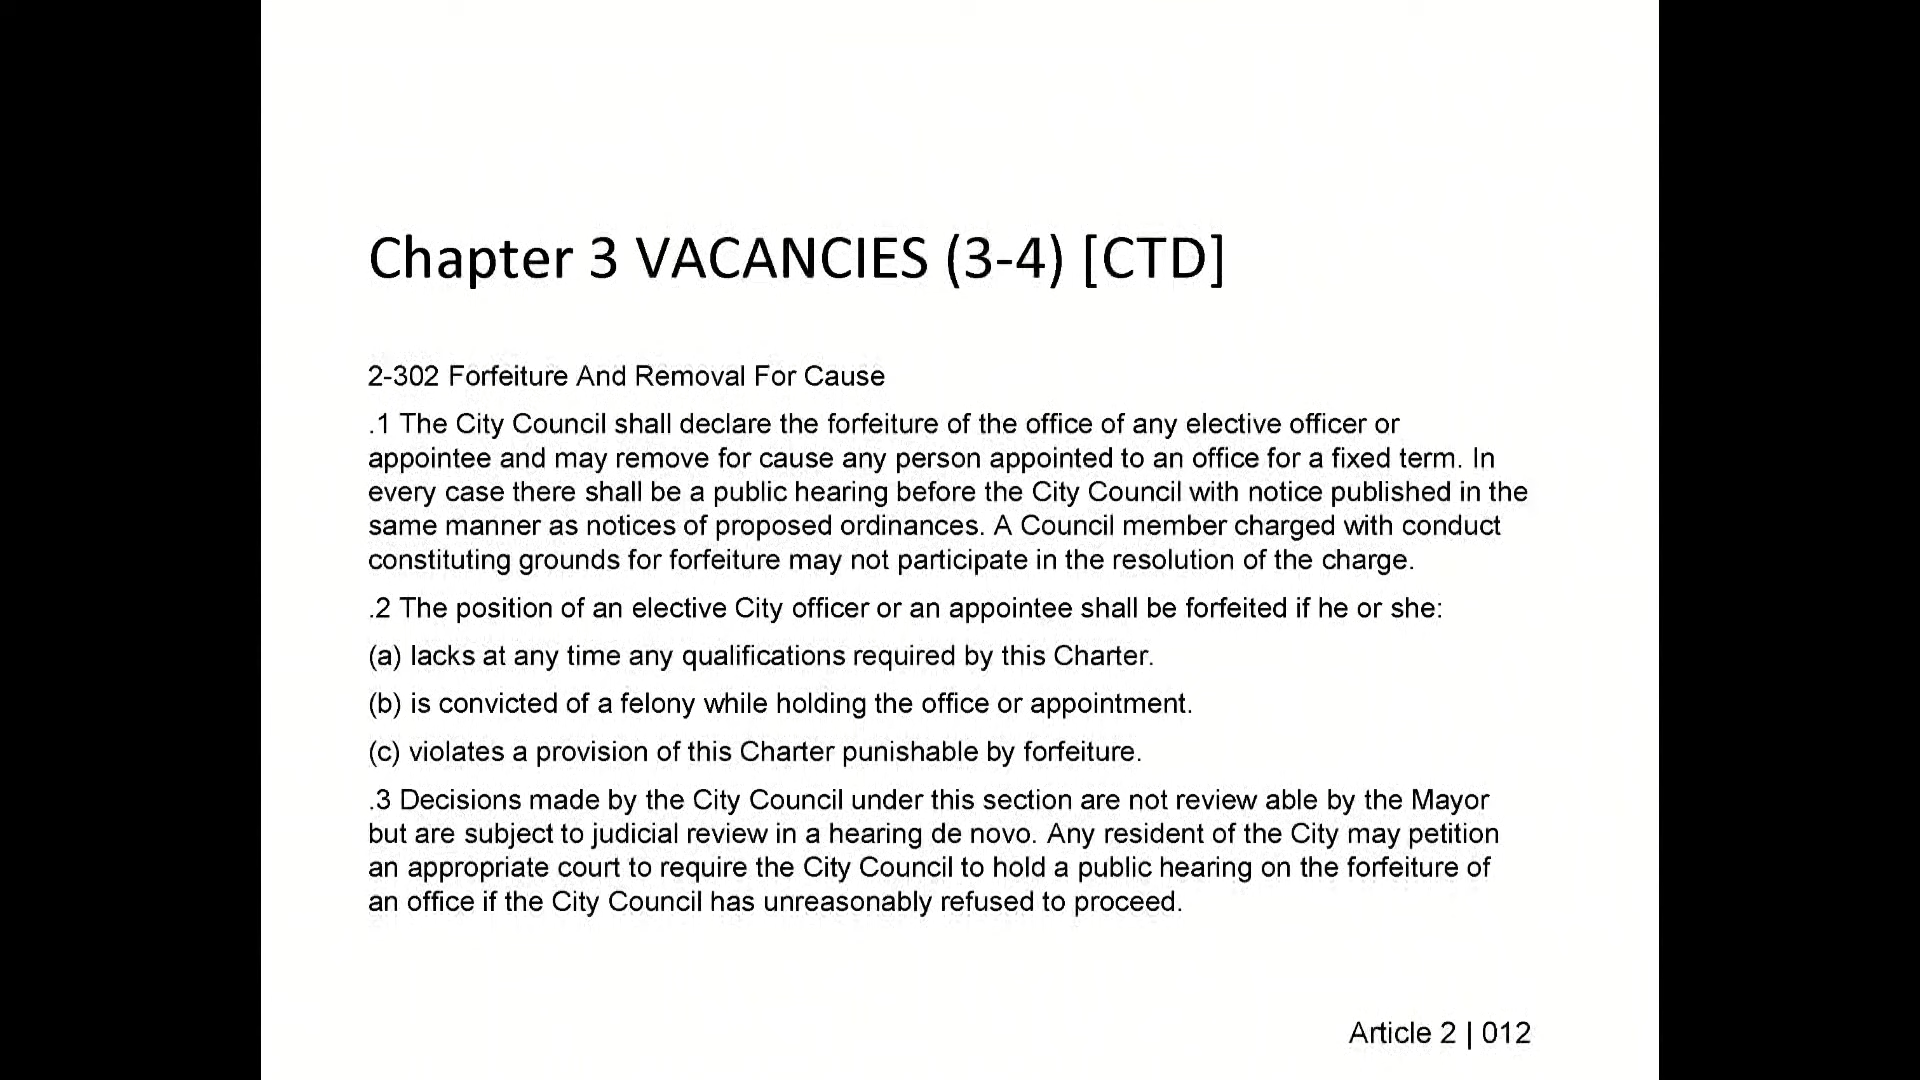 Chapter 3 VACANCIES (3-4) [CTD]
2-302 Forfeiture And Removal For Cause
.1 The City Council shall declare the forfeiture of the office of any elective officer or
appointee and may remove for cause any person appointed to an office for a fixed term. In
every case there shall be a public hearing before the City Council with notice published in the
same manner as notices of proposed ordinances. A Council member charged with conduct
constituting grounds for forfeiture may not participate in the resolution of the charge.
.2 The position of an elective City officer or an appointee shall be forfeited if he or she:
(a) lacks at any time any qualifications required by this Charter.
(b) is convicted of a felony while holding the office or appointment.
(c) violates a provision of this Charter punishable by forfeiture.
.3 Decisions made by the City Council under this section are not review able by the Mayor
but are subject to judicial review in a hearing de novo. Any resident of the City may petition
an appropriate court to require the City Council to hold a public hearing on the forfeiture of
an office if the City Council has unreasonably refused to proceed.
Article 2 | 012